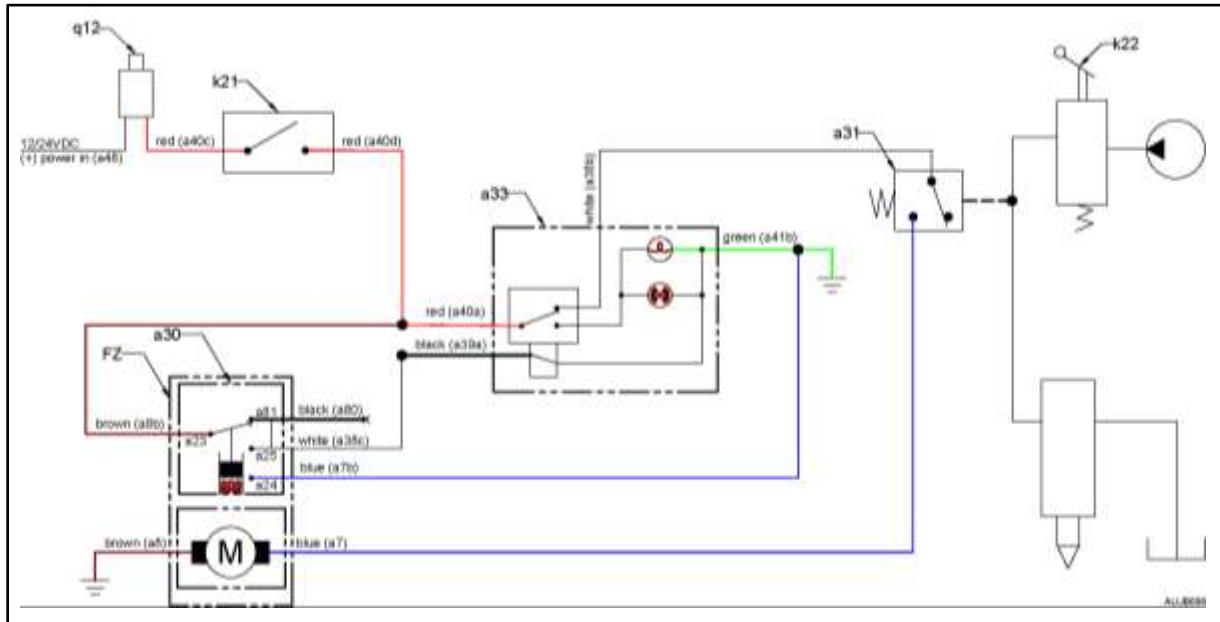 q12
k22
k21
a31
12/24VDC
(+) power in (a46)
red (a40c)
red (a40d)
white (a38b)
a33
green (a41b)
red (a40a)
a30
black (a39a)
FZ
black (a80)
a81
brown (a8b)
a23
white (a38c)
a25
blue (a7b)
a24
brown (a8)
M
blue (a7)